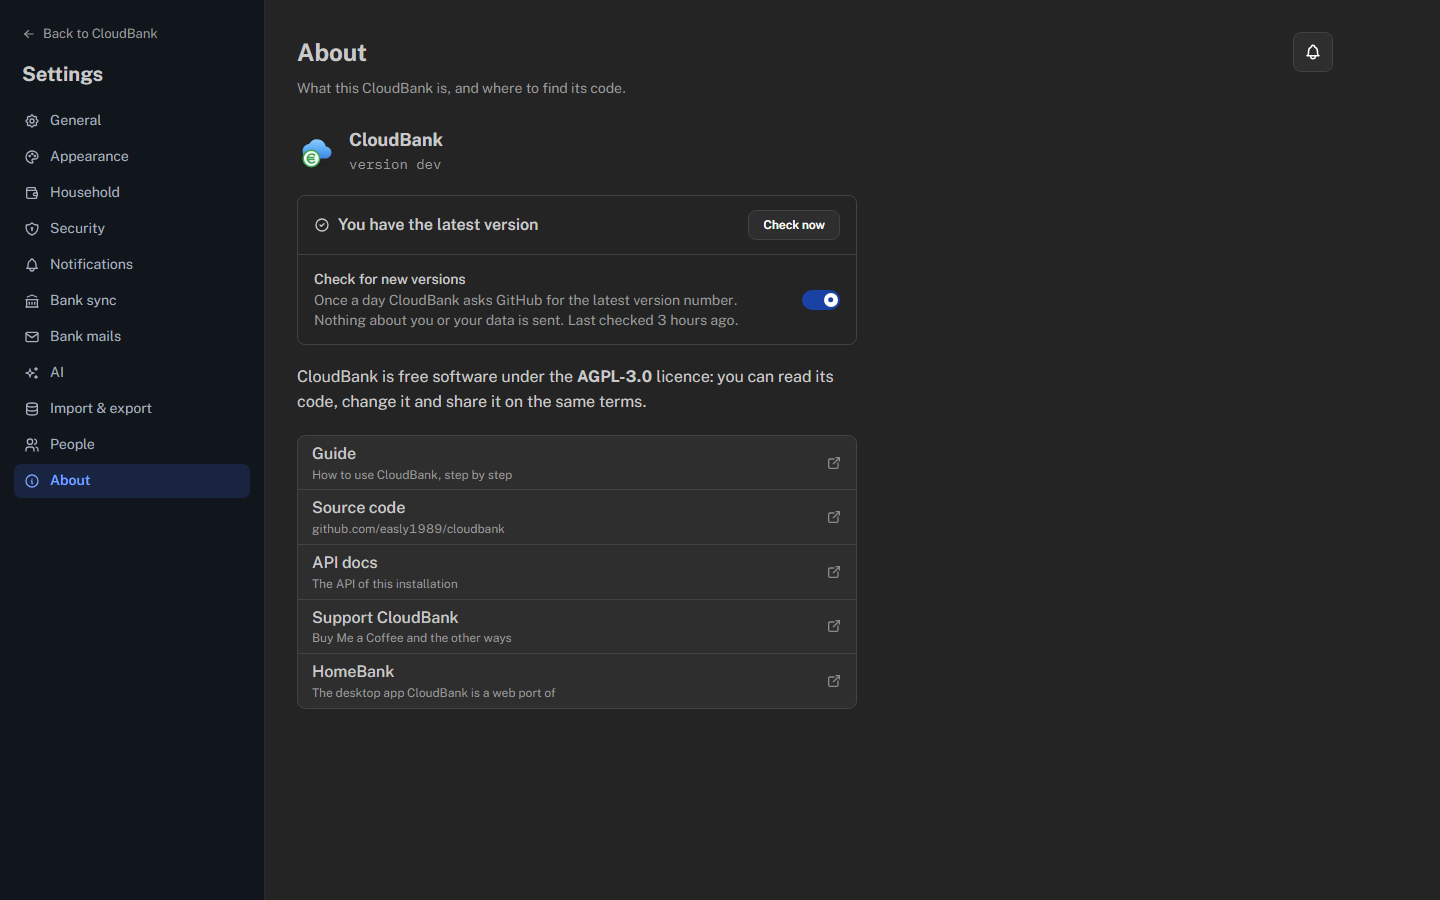 Back to CloudBank
Settings
General
Appearance
Household
Security
Notifications
Bank sync
Bank mails
AI
Import & export
People
About
About
What this CloudBank is, and where to find its code.
CloudBank
version dev
You have the latest version
Check now
Check for new versions
Once a day CloudBank asks GitHub for the latest version number.
Nothing about you or your data is sent. Last checked 3 hours ago.
CloudBank is free software under the AGPL-3.0 licence: you can read its
code, change it and share it on the same terms.
Guide
How to use CloudBank, step by step
Source code
github.com/easly1989/cloudbank
API docs
The API of this installation
Support CloudBank
Buy Me a Coffee and the other ways
HomeBank
The desktop app CloudBank is a web port of